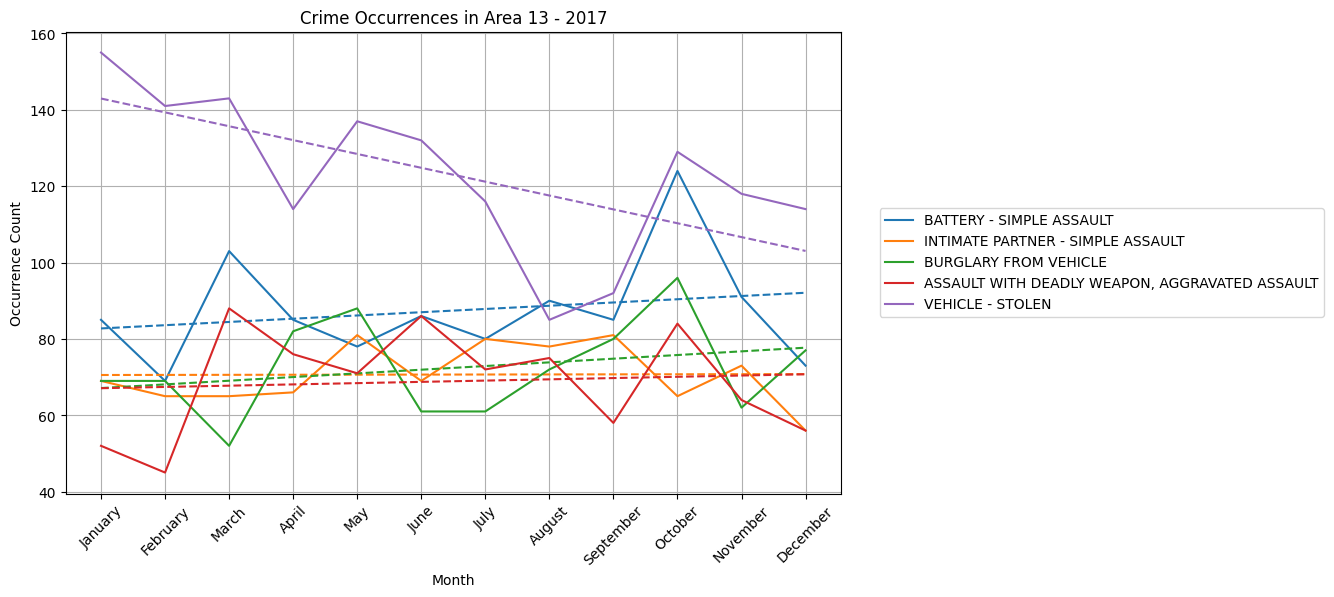 Crime Occurrences in Area 13 - 2017
160
140
120
100
80
60
40
Occurrence Count
January
February
March
April
May
June
July
August
September
October
November
December
Month
BATTERY - SIMPLE ASSAULT
INTIMATE PARTNER - SIMPLE ASSAULT
BURGLARY FROM VEHICLE
ASSAULT WITH DEADLY WEAPON, AGGRAVATED ASSAULT
VEHICLE - STOLEN